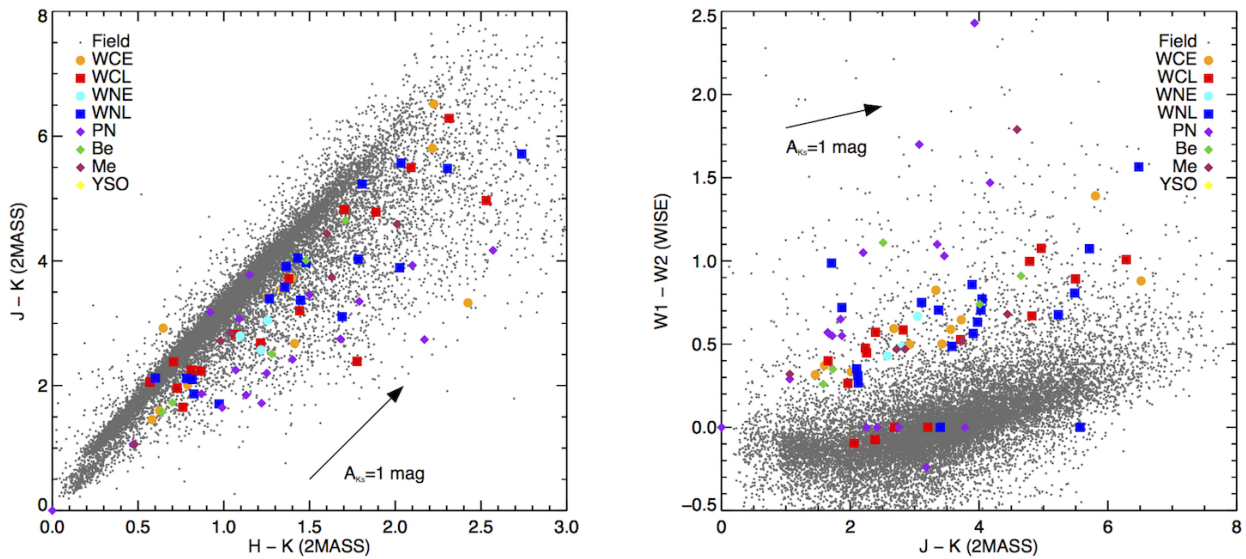 8
6
4
2
0
0.0
0.5
1.0
1.5
2.0
2.5
3.0
J – K (2MASS)
H – K (2MASS)
Field
WCE
WCL
WNE
WNL
PN
Be
Me
YSO
A_Ks=1 mag
2.5
2.0
1.5
1.0
0.5
0.0
−0.5
0
2
4
6
8
W1 – W2 (WISE)
J – K (2MASS)
Field
WCE
WCL
WNE
WNL
PN
Be
Me
YSO
A_Ks=1 mag